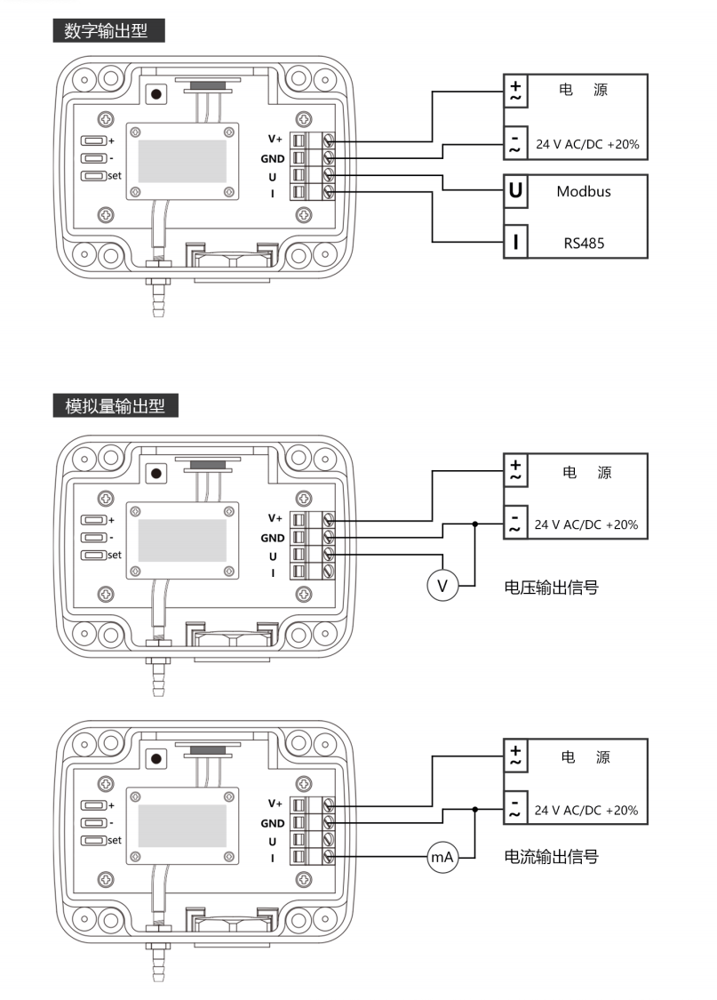 数字输出型
+
-
set
V+
GND
U
I
+
~
电 源
-
~
24 V AC/DC +20%
U
Modbus
I
RS485
模拟量输出型
+
-
set
V+
GND
U
I
+
~
电 源
-
~
24 V AC/DC +20%
V
电压输出信号
+
-
set
V+
GND
U
I
+
~
电 源
-
~
24 V AC/DC +20%
mA
电流输出信号